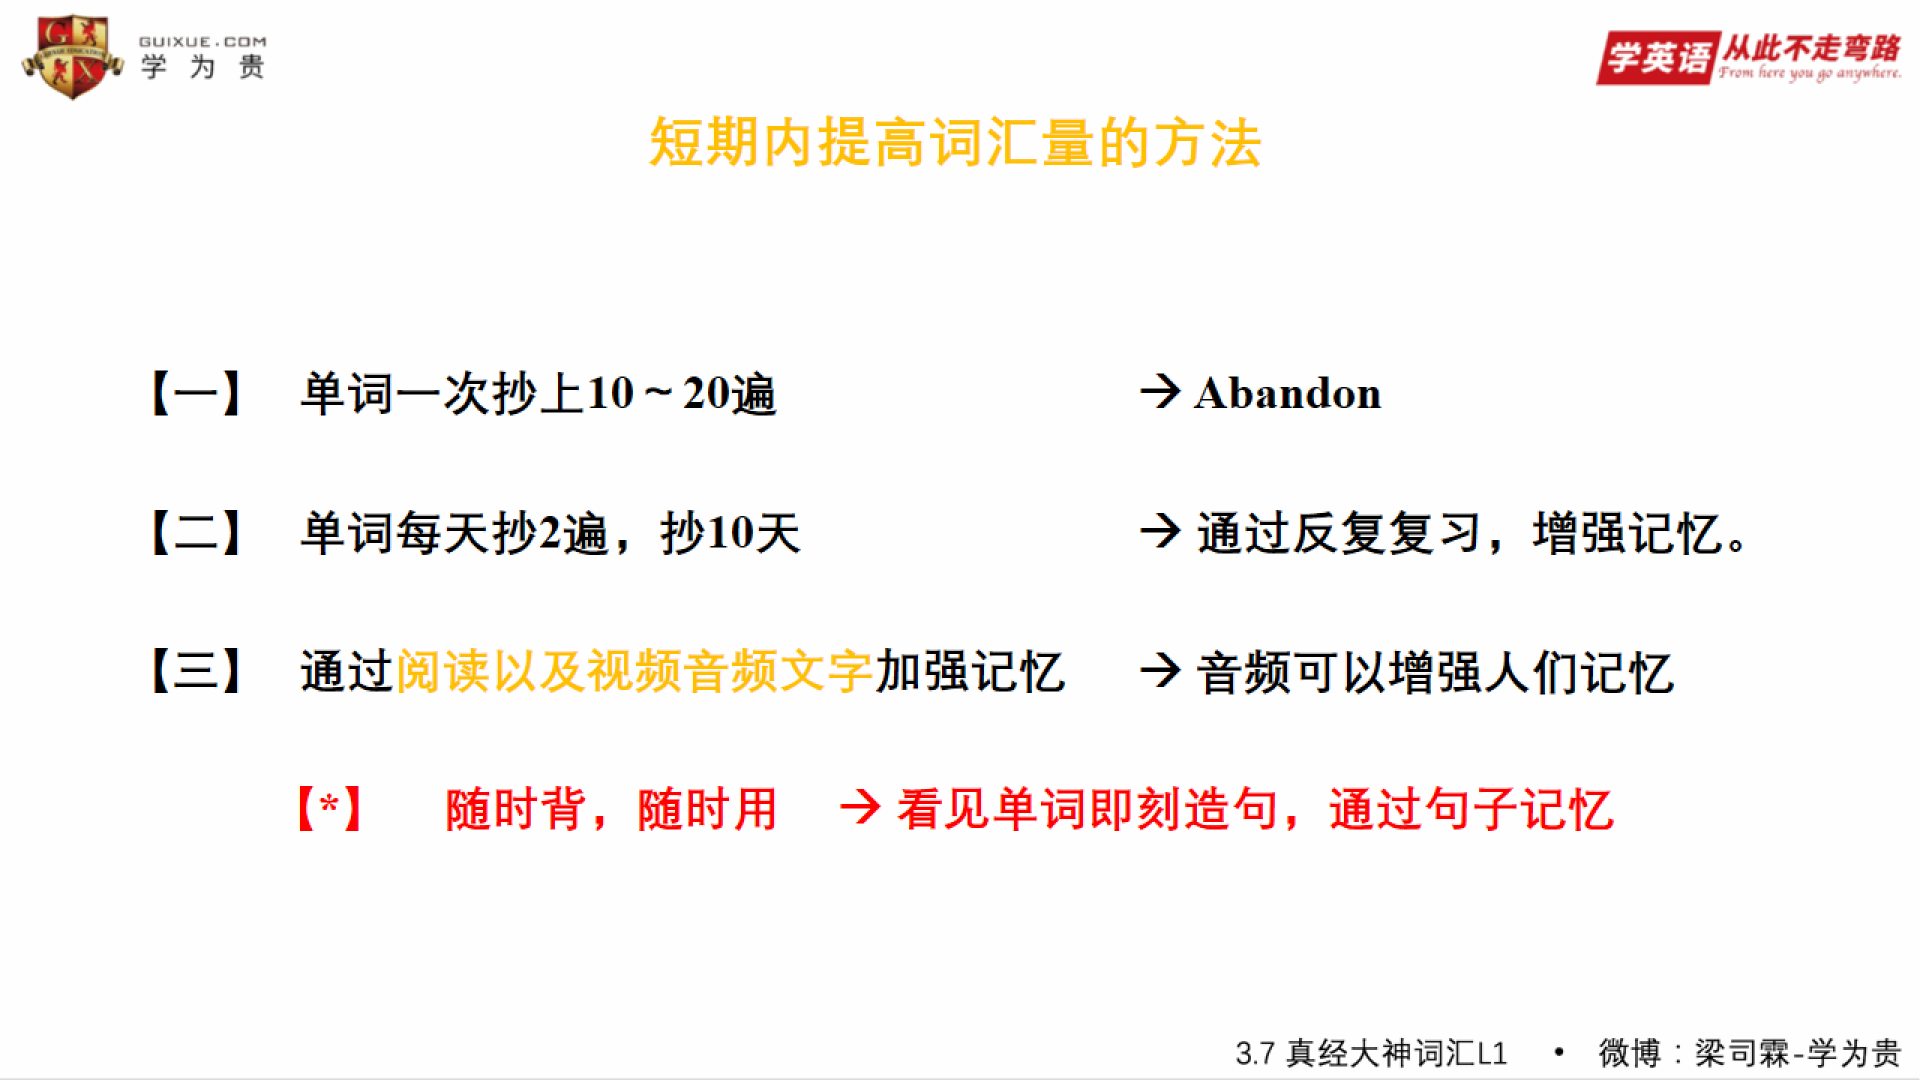 GUIXUE.COM
学为贵
学英语 从此不走弯路
From here you go anywhere.
短期内提高词汇量的方法
【一】 单词一次抄上10～20遍 → Abandon
【二】 单词每天抄2遍，抄10天 → 通过反复复习，增强记忆。
【三】 通过阅读以及视频音频文字加强记忆 → 音频可以增强人们记忆
【*】 随时背，随时用 → 看见单词即刻造句，通过句子记忆
3.7 真经大神词汇L1 • 微博：梁司霖-学为贵